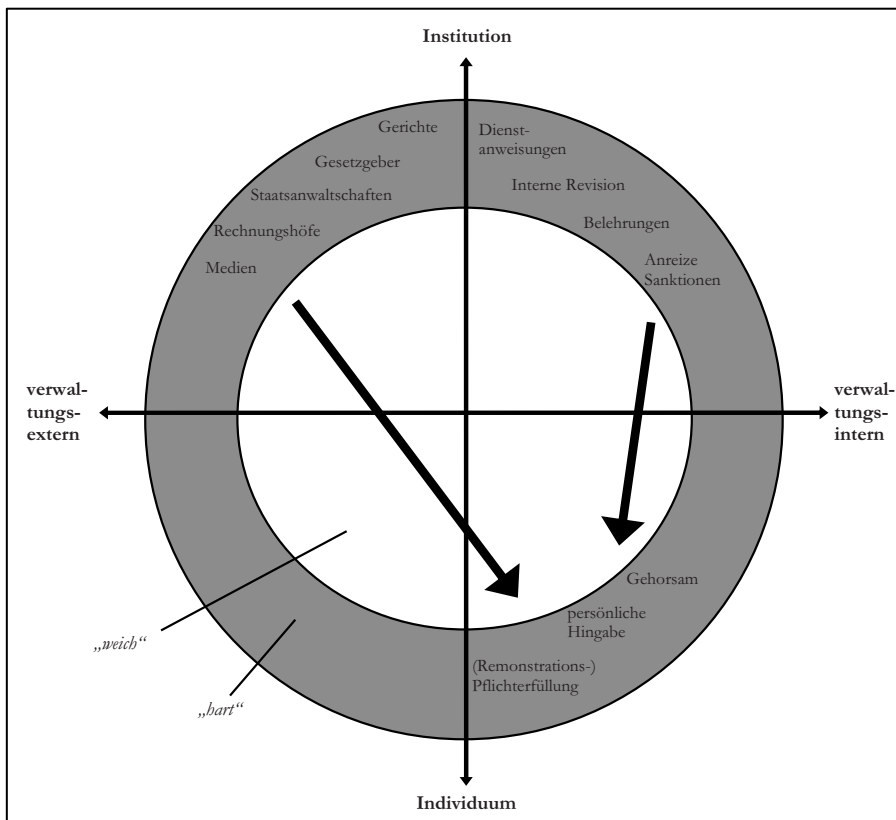 Institution
Gerichte
Gesetzgeber
Staatsanwaltschaften
Rechnungshöfe
Medien
Dienst-
anweisungen
Interne Revision
Belehrungen
Anreize
Sanktionen
verwal-
tungs-
extern
verwal-
tungs-
intern
Gehorsam
persönliche
Hingabe
(Remonstrations-)
Pflichterfüllung
„weich“
„hart“
Individuum